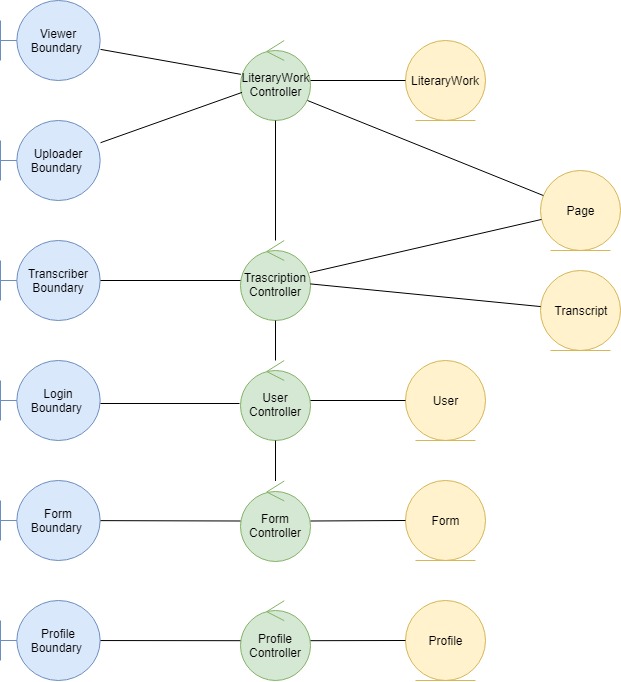 Viewer
Boundary
LiteraryWork
Controller
LiteraryWork
Uploader
Boundary
Page
Transcriber
Boundary
Trascription
Controller
Transcript
Login
Boundary
User
Controller
User
Form
Boundary
Form
Controller
Form
Profile
Boundary
Profile
Controller
Profile